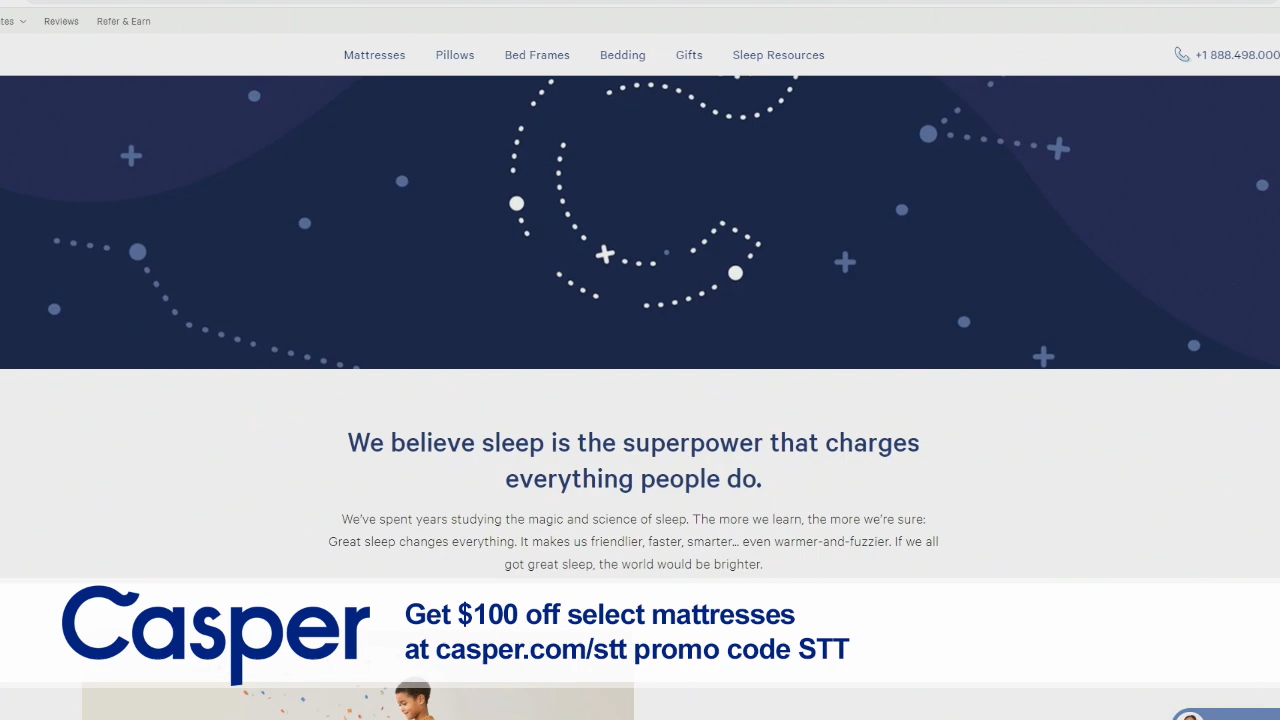 tes
Reviews
Refer & Earn
Mattresses
Pillows
Bed Frames
Bedding
Gifts
Sleep Resources
+1 888.498.000
We believe sleep is the superpower that charges
everything people do.
We've spent years studying the magic and science of sleep. The more we learn, the more we're sure:
Great sleep changes everything. It makes us friendlier, faster, smarter... even warmer-and-fuzzier. If we all
got great sleep, the world would be brighter.
Casper
Get $100 off select mattresses
at casper.com/stt promo code STT